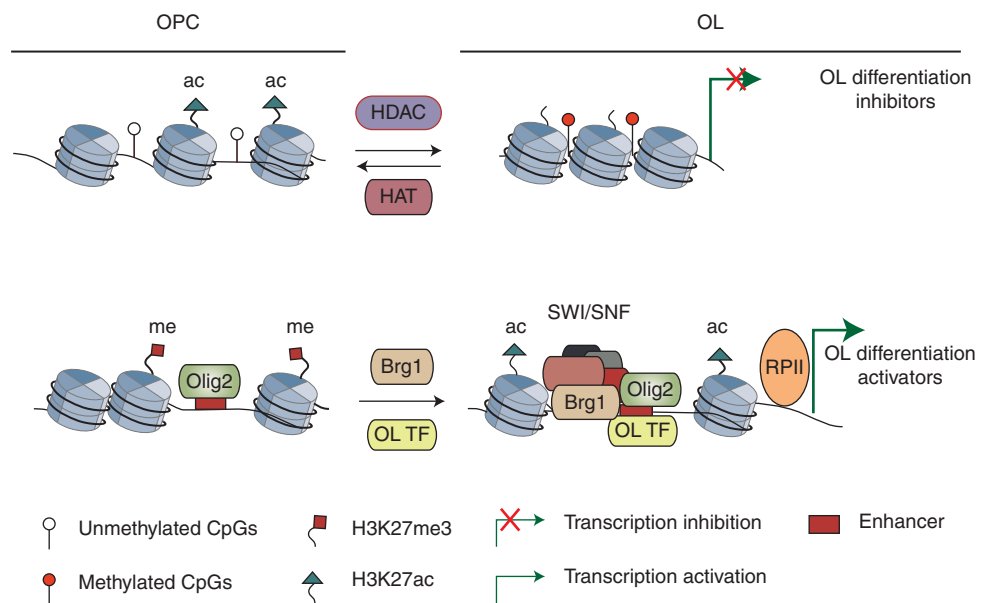 OPC
OL
ac
ac
HDAC
HAT
OL differentiation
inhibitors
me
me
Olig2
Brg1
OL TF
SWI/SNF
ac
ac
Brg1
Olig2
OL TF
RPII
OL differentiation
activators
Unmethylated CpGs
H3K27me3
Transcription inhibition
Enhancer
Methylated CpGs
H3K27ac
Transcription activation